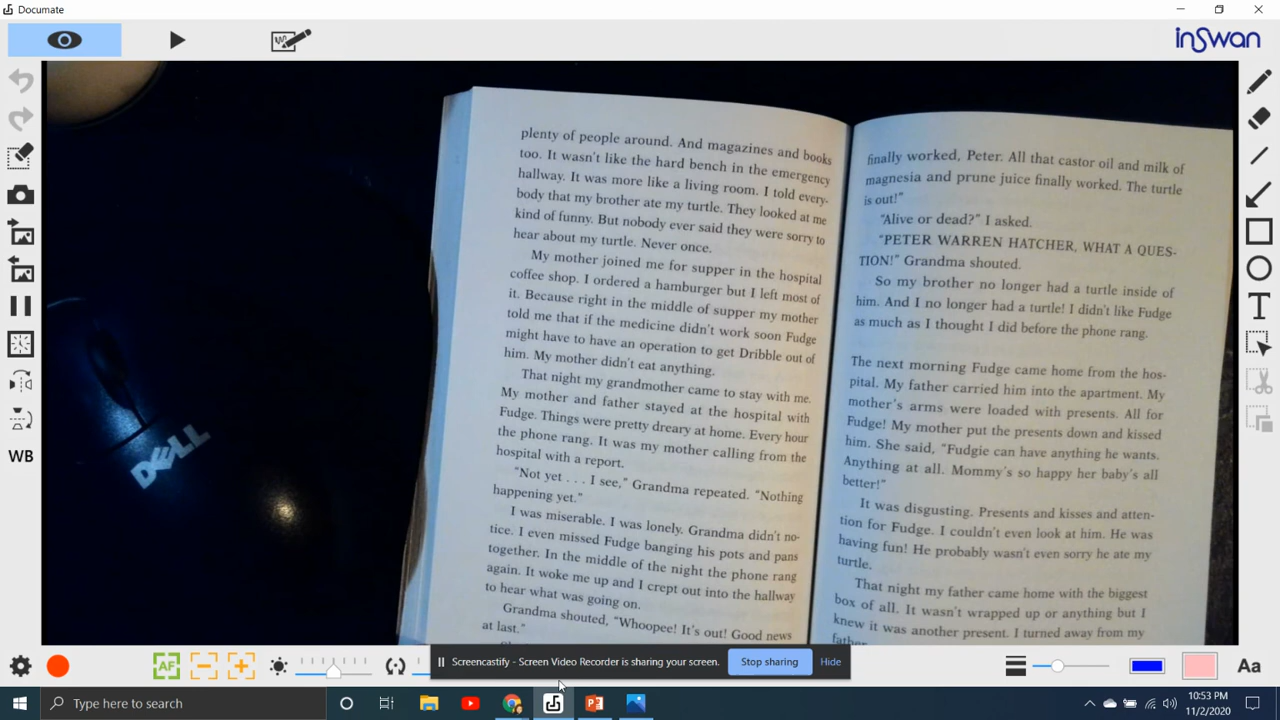 Documate
inSwan
plenty of people around. And magazines and books
too. It wasn't like the hard bench in the emergency
hallway. It was more like a living room. I told every-
body that my brother ate my turtle. They looked at me
kind of funny. But nobody ever said they were sorry to
hear about my turtle. Never once.
My mother joined me for supper in the hospital
coffee shop. I ordered a hamburger but I left most of
it. Because right in the middle of supper my mother
told me that if the medicine didn't work soon Fudge
might have to have an operation to get Dribble out of
him. My mother didn't eat anything.
That night my grandmother came to stay with me.
My mother and father stayed at the hospital with
Fudge. Things were pretty dreary at home. Every hour
the phone rang. It was my mother calling from the
hospital with a report.
"Not yet . . . I see," Grandma repeated. "Nothing
happening yet."
I was miserable. I was lonely. Grandma didn't no-
tice. I even missed Fudge banging his pots and pans
together. In the middle of the night the phone rang
again. It woke me up and I crept out into the hallway
to hear what was going on.
Grandma shouted, "Whoopee! It's out! Good news
at last."
finally worked, Peter. All that castor oil and milk of
magnesia and prune juice finally worked. The turtle
is out!"
"Alive or dead?" I asked.
"PETER WARREN HATCHER, WHAT A QUES-
TION!" Grandma shouted.
So my brother no longer had a turtle inside of
him. And I no longer had a turtle! I didn't like Fudge
as much as I thought I did before the phone rang.
The next morning Fudge came home from the hos-
pital. My father carried him into the apartment. My
mother's arms were loaded with presents. All for
Fudge! My mother put the presents down and kissed
him. She said, "Fudgie can have anything he wants.
Anything at all. Mommy's so happy her baby's all
better!"
It was disgusting. Presents and kisses and atten-
tion for Fudge. I couldn't even look at him. He was
having fun! He probably wasn't even sorry he ate my
turtle.
That night my father came home with the biggest
box of all. It wasn't wrapped up or anything but I
knew it was another present. I turned away from my
father.
DELL
WB
T
AF
Screencastify - Screen Video Recorder is sharing your screen.
Stop sharing
Hide
Aa
Type here to search
10:53 PM
11/2/2020